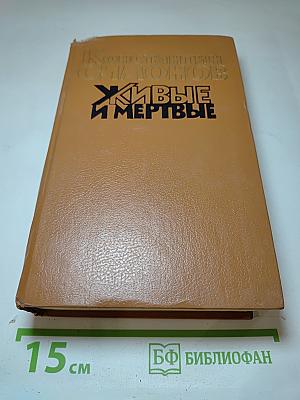 Константин
СИМОНОВ
ЖИВЫЕ
И МЕРТВЫЕ
15 см
БФ БИБЛИОФАН